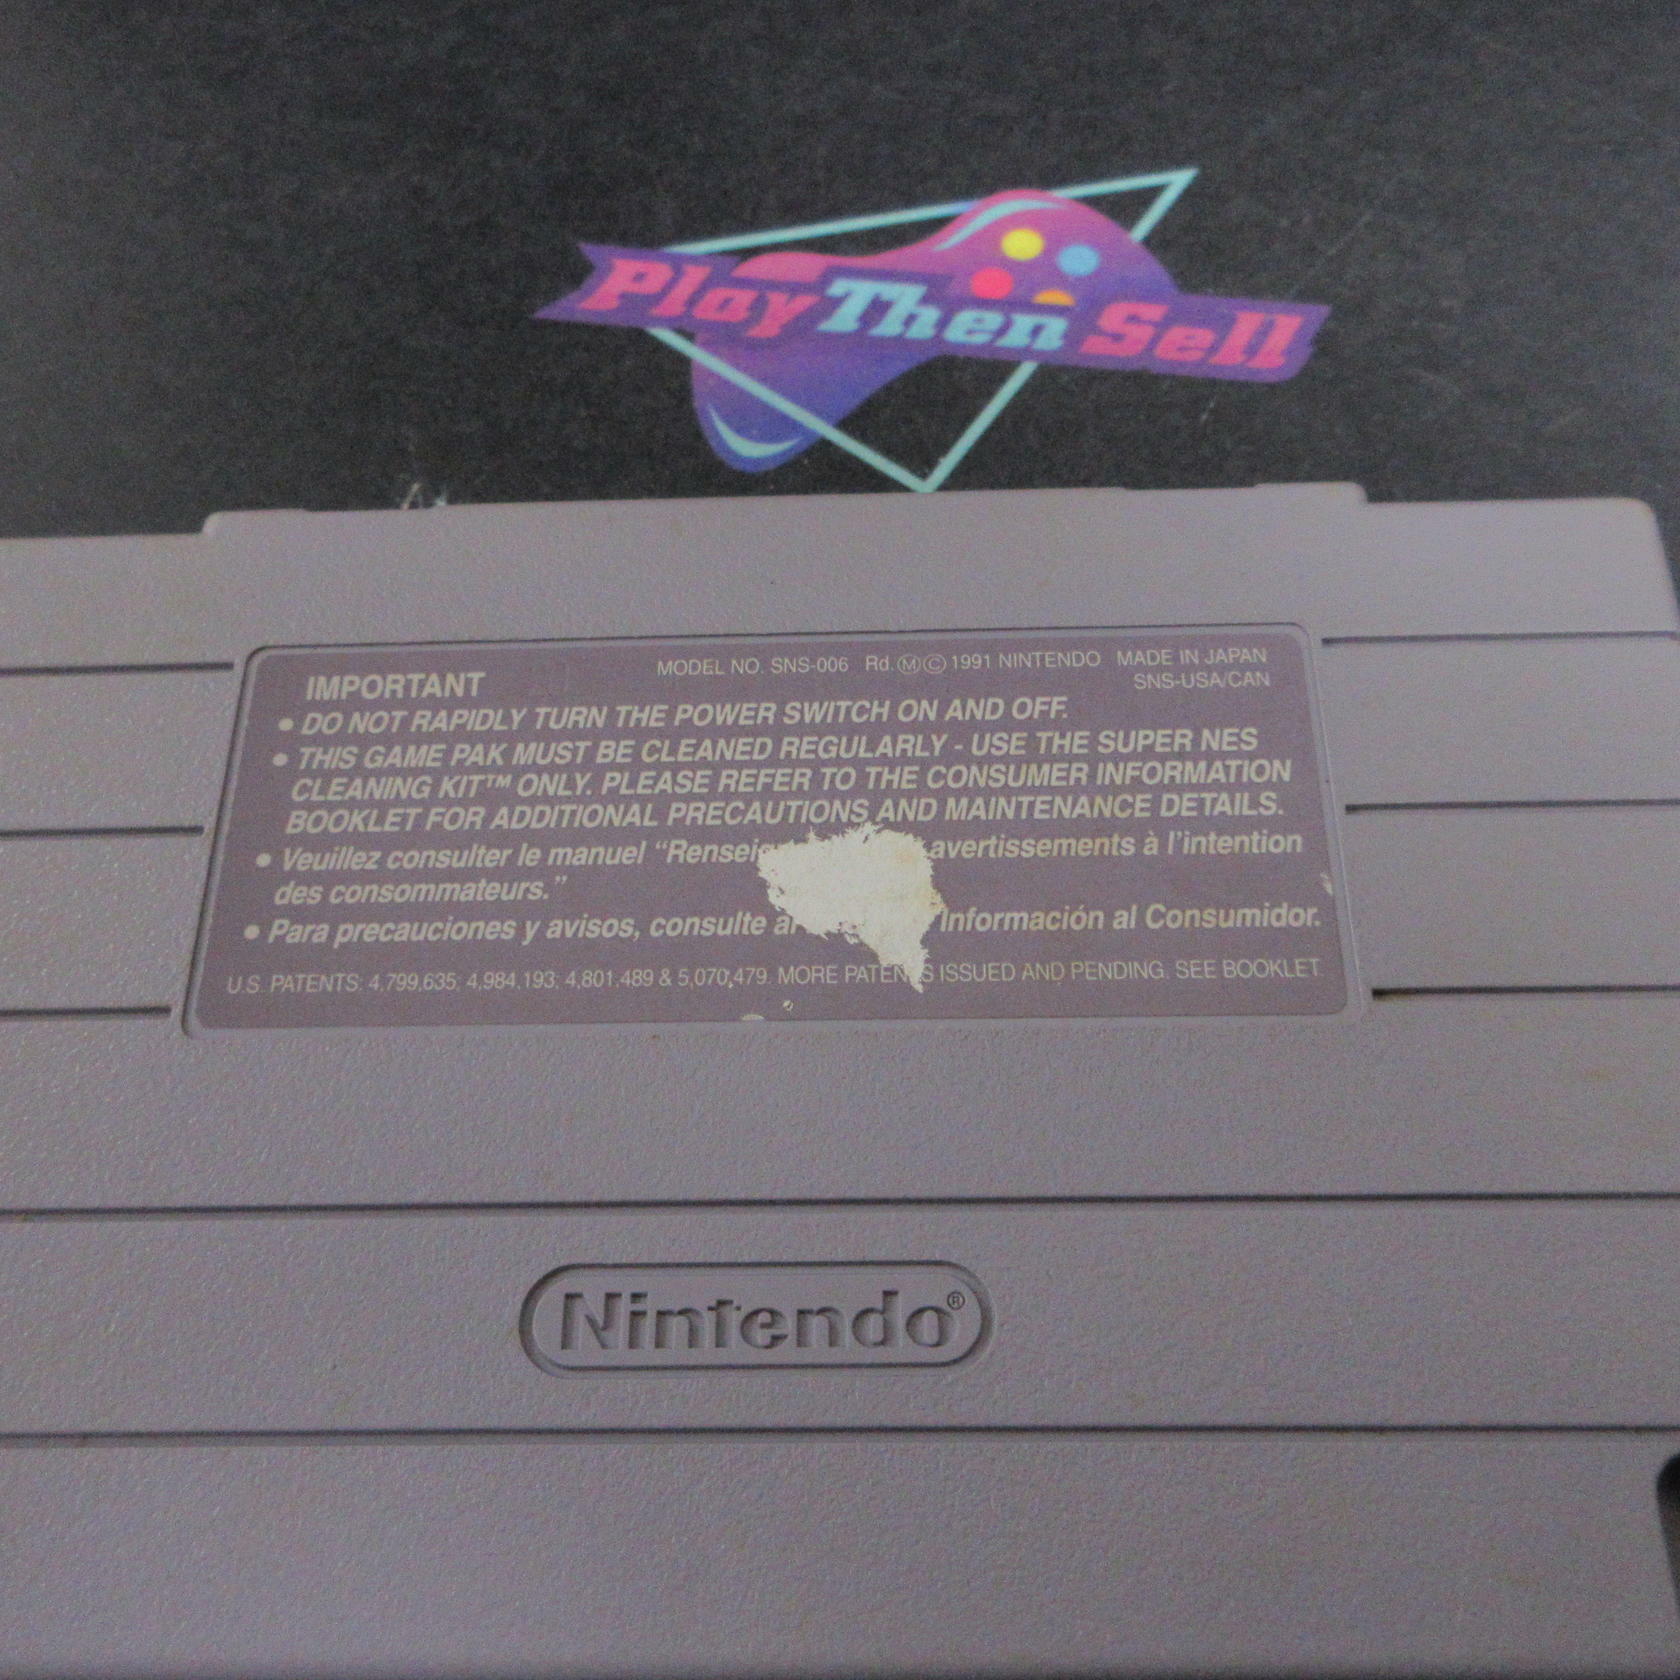 Play Then Sell
IMPORTANT
MODEL NO. SNS-006 Rd. Ⓜ © 1991 NINTENDO MADE IN JAPAN
SNS-USA/CAN
• DO NOT RAPIDLY TURN THE POWER SWITCH ON AND OFF.
• THIS GAME PAK MUST BE CLEANED REGULARLY - USE THE SUPER NES
CLEANING KIT™ ONLY. PLEASE REFER TO THE CONSUMER INFORMATION
BOOKLET FOR ADDITIONAL PRECAUTIONS AND MAINTENANCE DETAILS.
• Veuillez consulter le manuel “ avertissements à l'intention
des consommateurs.”
• Para precauciones y avisos, consulte Información al Consumidor.
U.S. PATENTS: 4,799,635; 4,984,193; 4,801,489 & 5,070,479. MORE PATENTS ISSUED AND PENDING. SEE BOOKLET.
Nintendo®